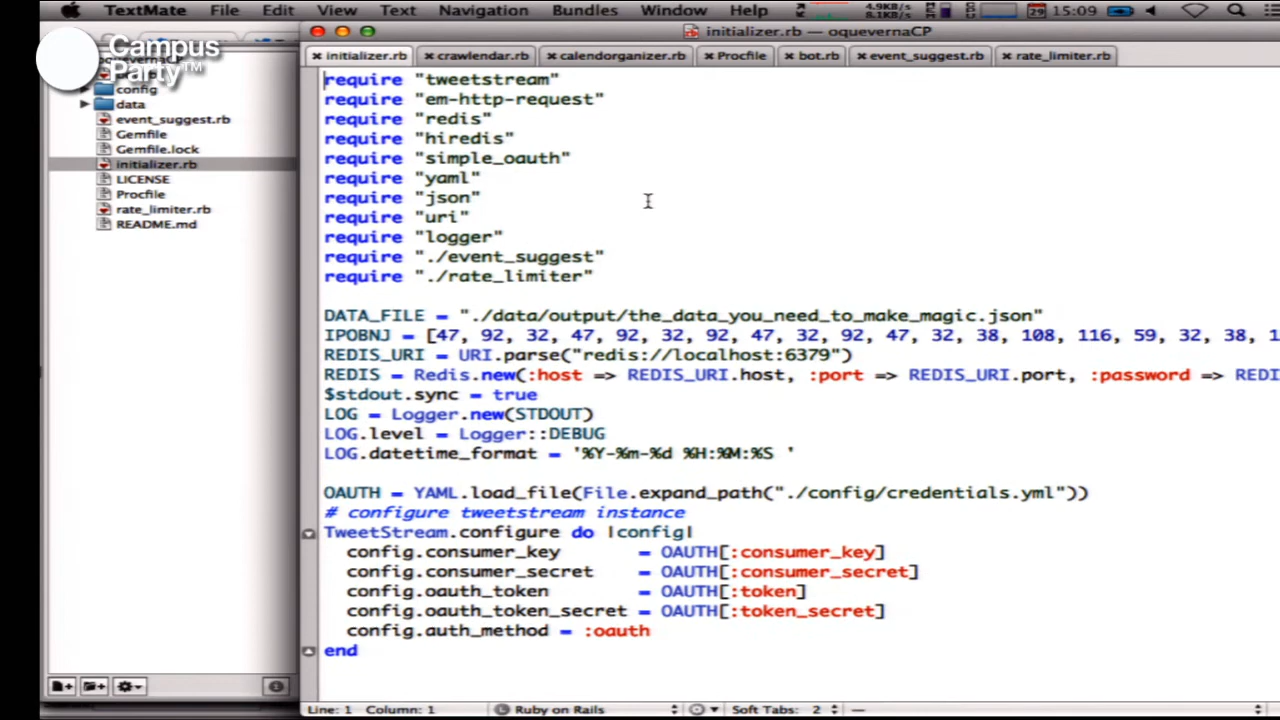 TextMate File Edit View Text Navigation Bundles Window Help 4.9KB/s 8.1KB/s 29 15:09
initializer.rb — oquevernaCP
Campus Party™
initializer.rb crawlendar.rb calendorganizer.rb Procfile bot.rb event_suggest.rb rate_limiter.rb
config
data
event_suggest.rb
Gemfile
Gemfile.lock
initializer.rb
LICENSE
Procfile
rate_limiter.rb
README.md
require "tweetstream"
require "em-http-request"
require "redis"
require "hiredis"
require "simple_oauth"
require "yaml"
require "json"
require "uri"
require "logger"
require "./event_suggest"
require "./rate_limiter"
DATA_FILE = "./data/output/the_data_you_need_to_make_magic.json"
IPOBNJ = [47, 92, 32, 47, 92, 32, 92, 47, 32, 92, 47, 32, 38, 108, 116, 59, 32, 38, 1
REDIS_URI = URI.parse("redis://localhost:6379")
REDIS = Redis.new(:host => REDIS_URI.host, :port => REDIS_URI.port, :password => REDI
$stdout.sync = true
LOG = Logger.new(STDOUT)
LOG.level = Logger::DEBUG
LOG.datetime_format = '%Y-%m-%d %H:%M:%S '
OAUTH = YAML.load_file(File.expand_path("./config/credentials.yml"))
# configure tweetstream instance
TweetStream.configure do |config|
config.consumer_key = OAUTH[:consumer_key]
config.consumer_secret = OAUTH[:consumer_secret]
config.oauth_token = OAUTH[:token]
config.oauth_token_secret = OAUTH[:token_secret]
config.auth_method = :oauth
end
Line: 1 Column: 1 Ruby on Rails Soft Tabs: 2 —